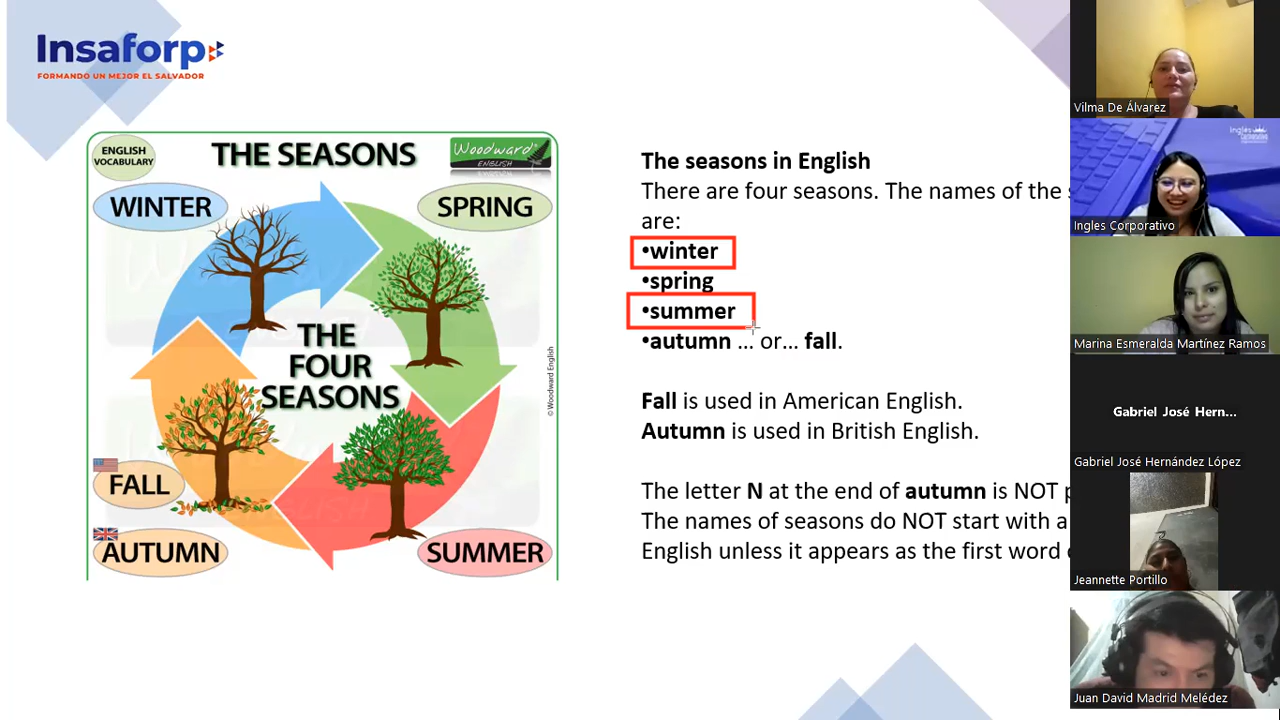 Insaforp
FORMANDO UN MEJOR EL SALVADOR
ENGLISH
VOCABULARY
THE SEASONS
Woodward®
ENGLISH
WINTER
SPRING
THE
FOUR
SEASONS
FALL
AUTUMN
SUMMER
© Woodward English
The seasons in English
There are four seasons. The names of the s
are:
•winter
•spring
•summer
•autumn ... or... fall.
Fall is used in American English.
Autumn is used in British English.
The letter N at the end of autumn is NOT p
The names of seasons do NOT start with a
English unless it appears as the first word
Vilma De Álvarez
Ingles Corporativo
Marina Esmeralda Martínez Ramos
Gabriel José Hern...
Gabriel José Hernández López
Jeannette Portillo
Juan David Madrid Melédez